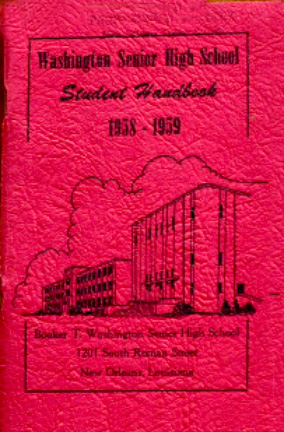 Washington Senior High School
Student Handbook
1958 - 1959
Booker T. Washington Senior High School
1201 South Roman Street
New Orleans, Louisiana